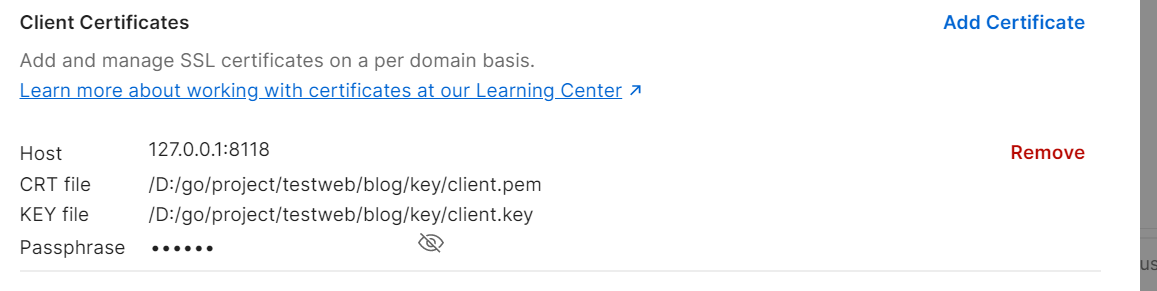 Client Certificates
Add Certificate
Add and manage SSL certificates on a per domain basis.
Learn more about working with certificates at our Learning Center ↗
Host 127.0.0.1:8118
Remove
CRT file /D:/go/project/testweb/blog/key/client.pem
KEY file /D:/go/project/testweb/blog/key/client.key
Passphrase ••••••
us